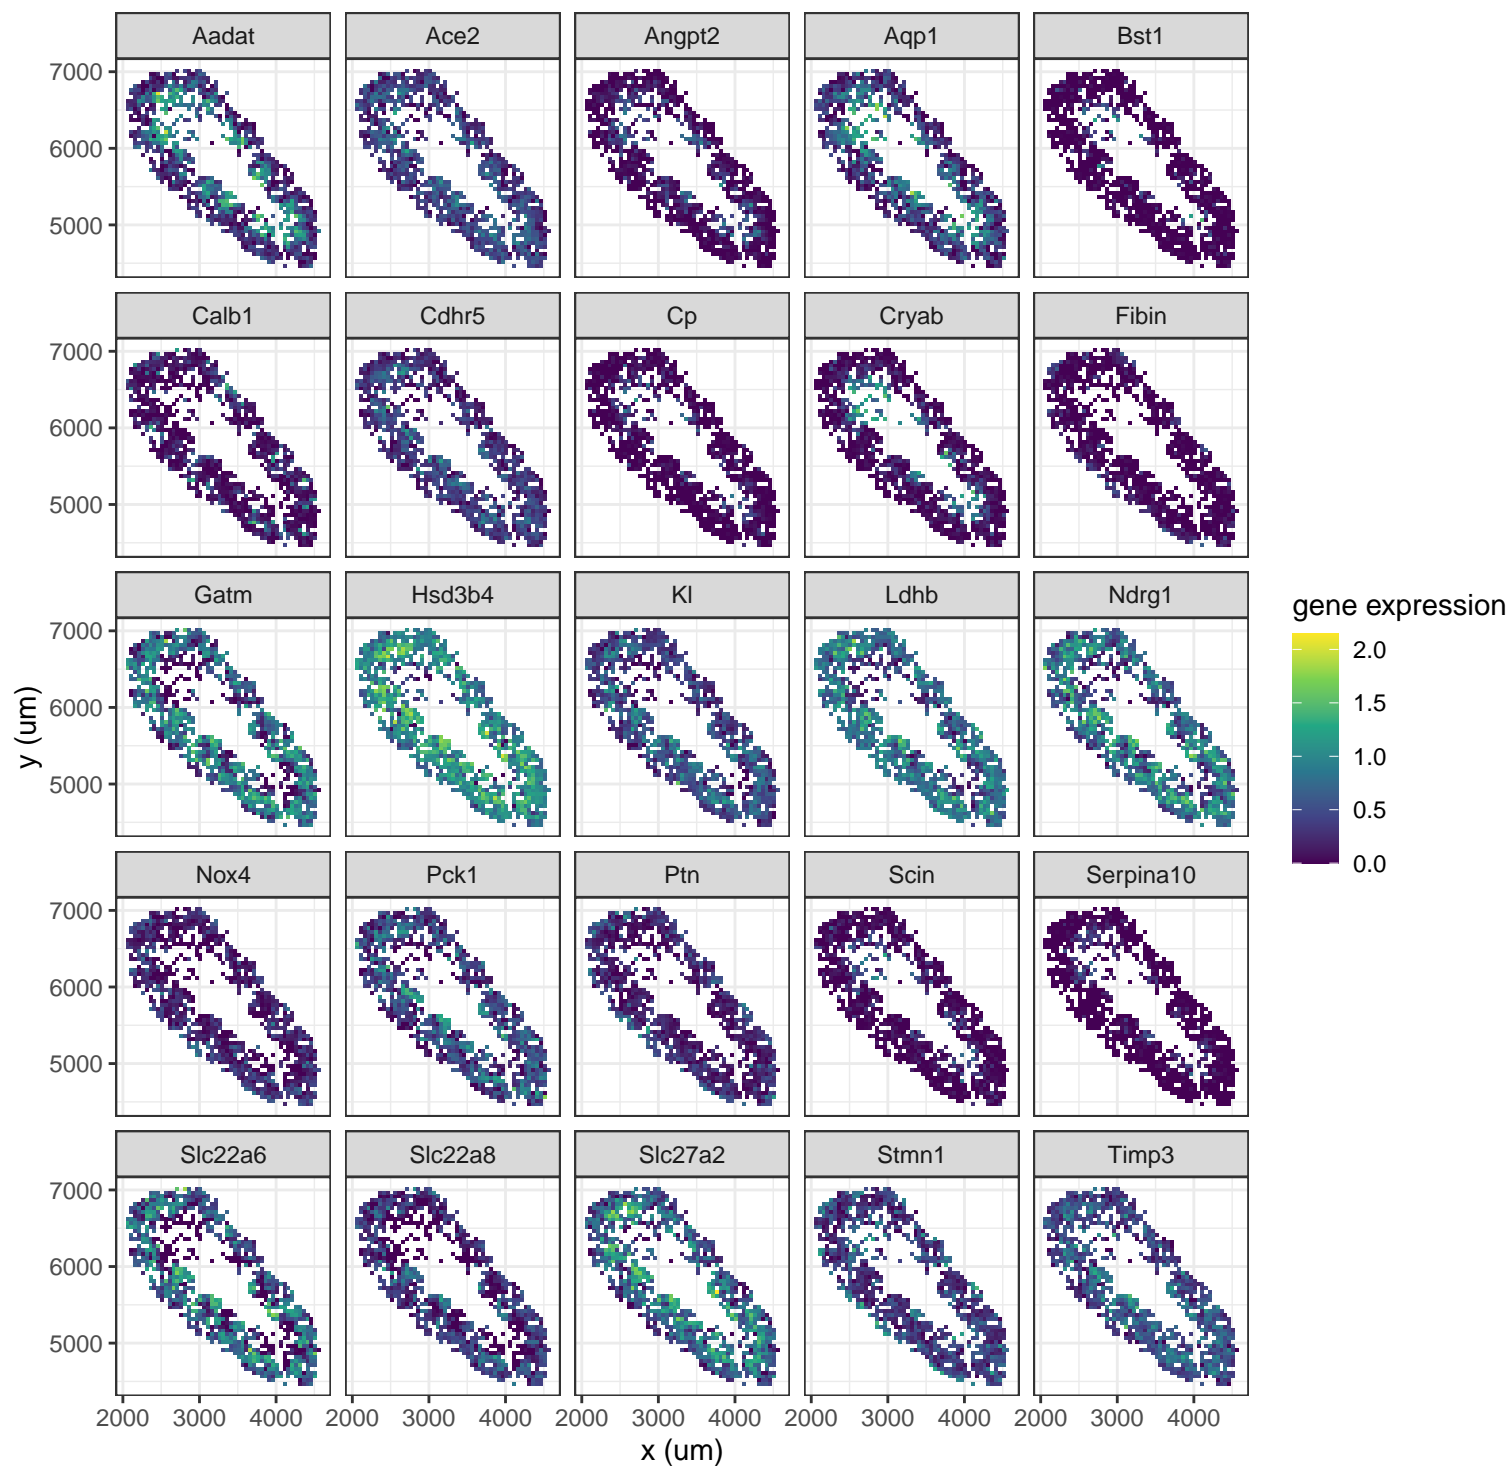 Aadat Ace2 Angpt2 Aqp1 Bst1
7000
6000
5000
Calb1 Cdhr5 Cp Cryab Fibin
7000
6000
5000
Gatm Hsd3b4 Kl Ldhb Ndrg1
7000
6000
5000
Nox4 Pck1 Ptn Scin Serpina10
7000
6000
5000
Slc22a6 Slc22a8 Slc27a2 Stmn1 Timp3
7000
6000
5000
2000 3000 4000 2000 3000 4000 2000 3000 4000 2000 3000 4000 2000 3000 4000
x (um)
y (um)
gene expression
2.0
1.5
1.0
0.5
0.0